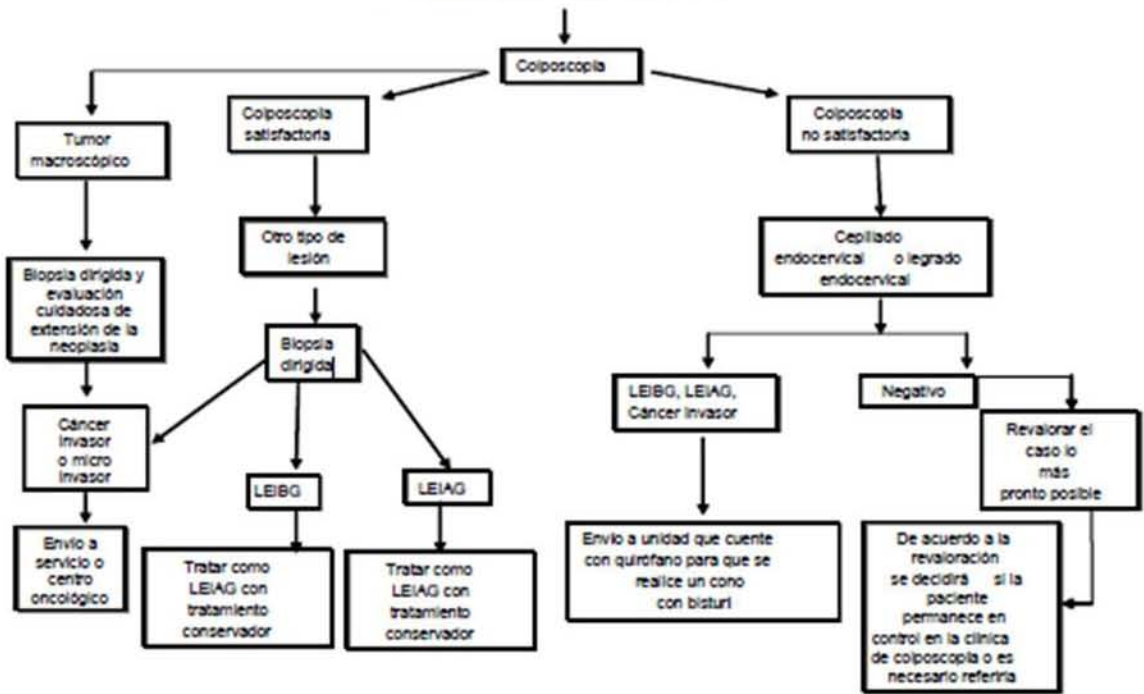 Colposcopía
Tumor
macroscópico
Colposcopía
satisfactoria
Colposcopía
no satisfactoria
Otro tipo de
lesión
Cepillado
endocervical o legrado
endocervical
Biopsia dirigida y
evaluación
cuidadosa de
extensión de la
neoplasia
Biopsia
dirigida
LEIBG, LEIAG,
Cáncer Invasor
Negativo
Cáncer
Invasor
o micro
Invasor
Revalorar el
caso lo
más
pronto posible
LEIBG
LEIAG
Envío a
servicio o
centro
oncológico
Tratar como
LEIAG con
tratamiento
conservador
Tratar como
LEIAG con
tratamiento
conservador
Envío a unidad que cuente
con quirófano para que se
realice un cono
con bisturí
De acuerdo a la
revaloración
se decidirá si la
paciente
permanece en
control en la clínica
de colposcopía o es
necesario referirla